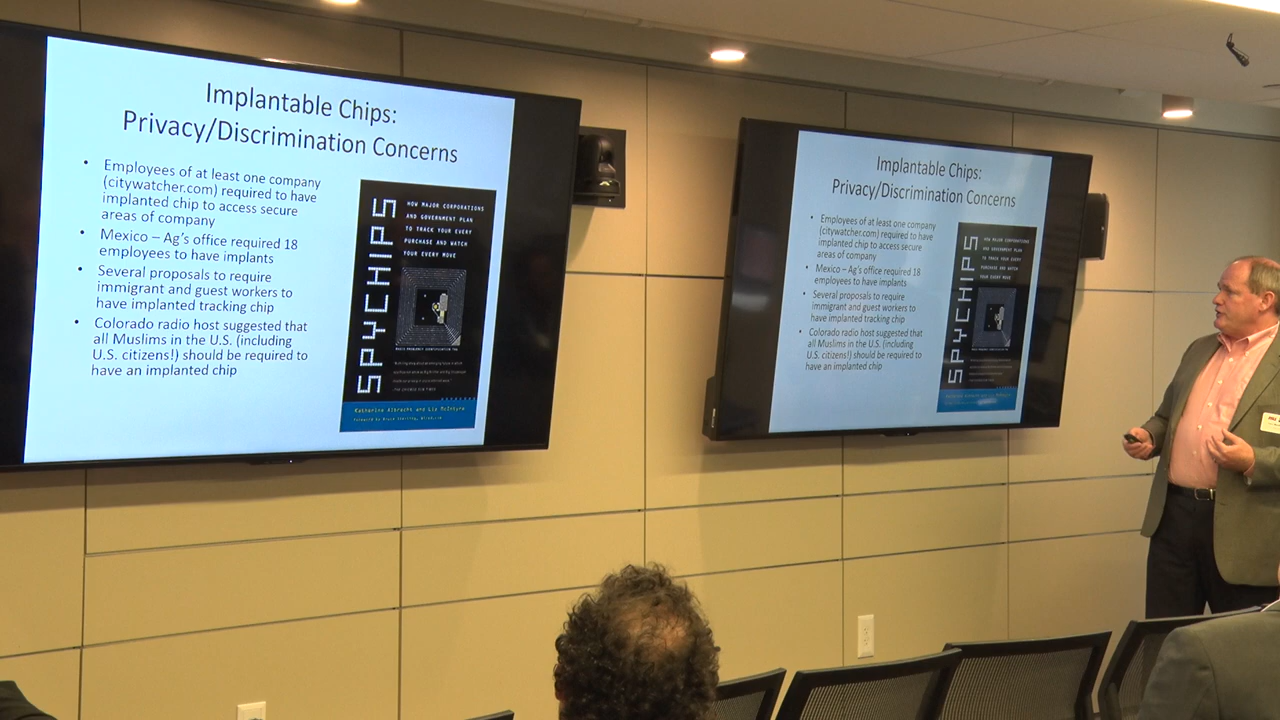 Implantable Chips:
Privacy/Discrimination Concerns
• Employees of at least one company
(citywatcher.com) required to have
implanted chip to access secure
areas of company
• Mexico – Ag's office required 18
employees to have implants
• Several proposals to require
immigrant and guest workers to
have implanted tracking chip
• Colorado radio host suggested that
all Muslims in the U.S. (including
U.S. citizens!) should be required to
have an implanted chip
SPYCHIPS
HOW MAJOR CORPORATIONS
AND GOVERNMENT PLAN
TO TRACK YOUR EVERY
PURCHASE AND WATCH
YOUR EVERY MOVE
Katherine Albrecht and Liz McIntyre
Foreword by Bruce Sterling,
Implantable Chips:
Privacy/Discrimination Concerns
• Employees of at least one company
(citywatcher.com) required to have
implanted chip to access secure
areas of company
• Mexico – Ag's office required 18
employees to have implants
• Several proposals to require
immigrant and guest workers to
have implanted tracking chip
• Colorado radio host suggested that
all Muslims in the U.S. (including
U.S. citizens!) should be required to
have an implanted chip
SPYCHIPS
HOW MAJOR CORPORATIONS
AND GOVERNMENT PLAN
TO TRACK YOUR EVERY
PURCHASE AND WATCH
YOUR EVERY MOVE